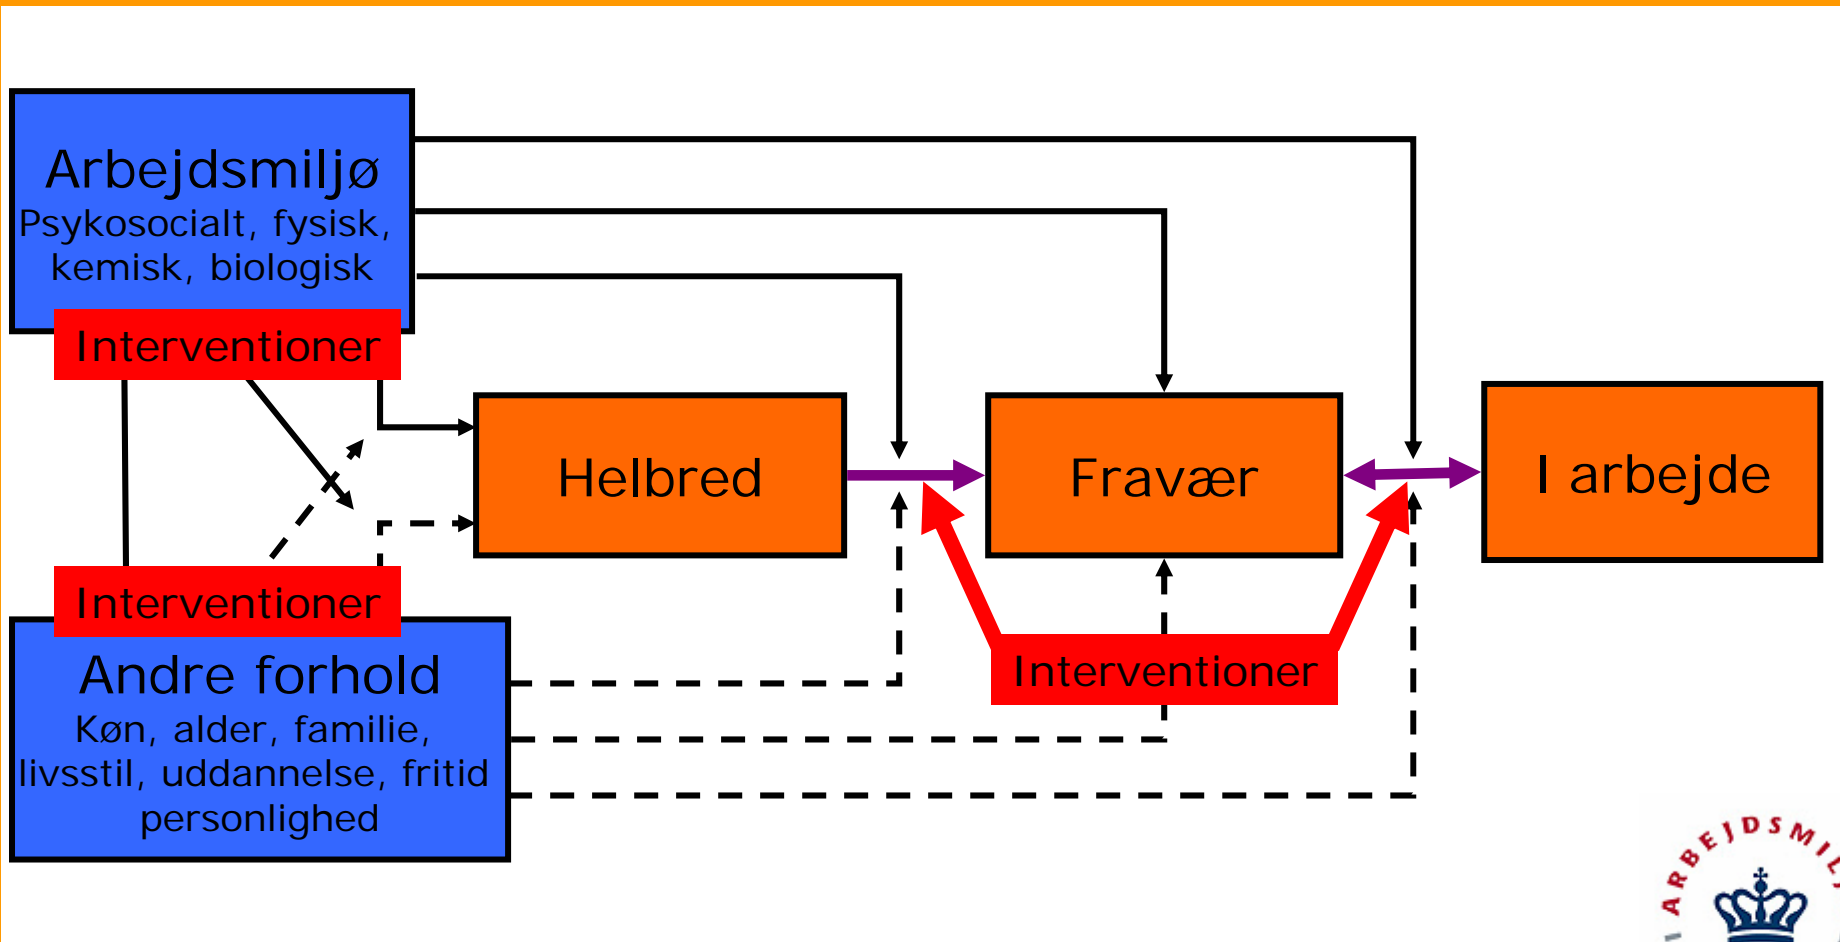 Arbejdsmiljø
Psykosocialt, fysisk,
kemisk, biologisk
Interventioner
Helbred
Fravær
I arbejde
Interventioner
Andre forhold
Køn, alder, familie,
livsstil, uddannelse, fritid
personlighed
Interventioner
I ARBEJDSMILJ